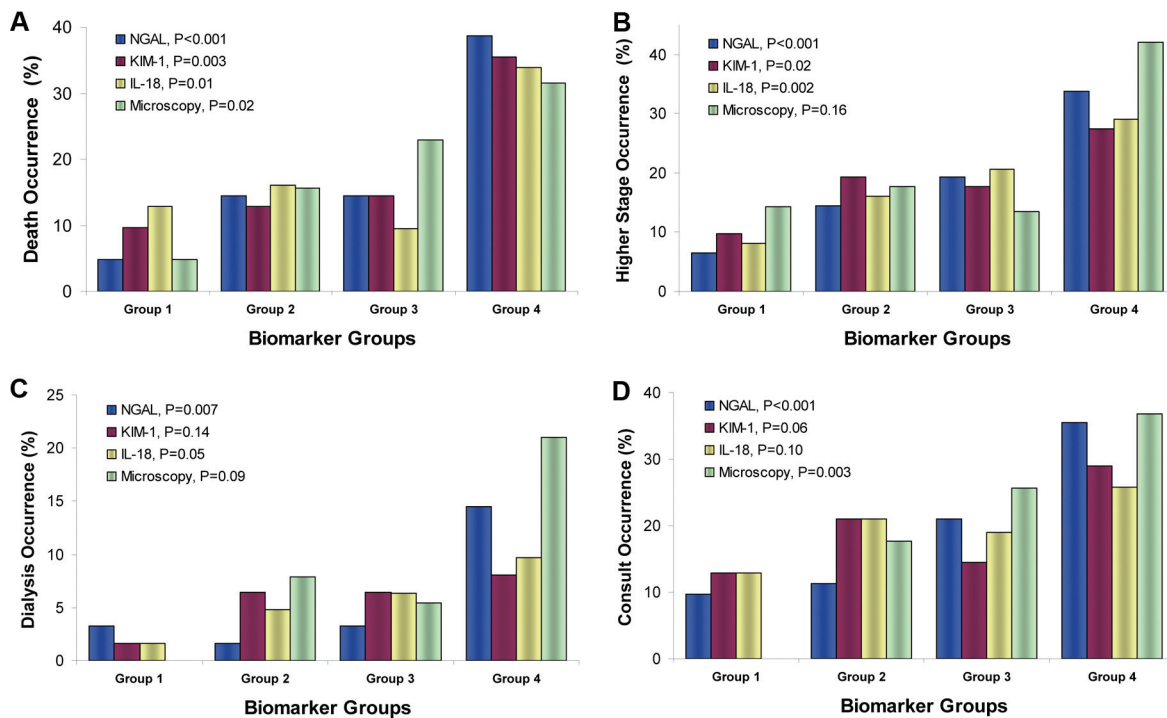 A
Death Occurrence (%)
40
30
20
10
0
NGAL, P<0.001
KIM-1, P=0.003
IL-18, P=0.01
Microscopy, P=0.02
Group 1
Group 2
Group 3
Group 4
Biomarker Groups
B
Higher Stage Occurrence (%)
40
30
20
10
0
NGAL, P<0.001
KIM-1, P=0.02
IL-18, P=0.002
Microscopy, P=0.16
Group 1
Group 2
Group 3
Group 4
Biomarker Groups
C
Dialysis Occurrence (%)
25
20
15
10
5
0
NGAL, P=0.007
KIM-1, P=0.14
IL-18, P=0.05
Microscopy, P=0.09
Group 1
Group 2
Group 3
Group 4
Biomarker Groups
D
Consult Occurrence (%)
40
30
20
10
0
NGAL, P<0.001
KIM-1, P=0.06
IL-18, P=0.10
Microscopy, P=0.003
Group 1
Group 2
Group 3
Group 4
Biomarker Groups